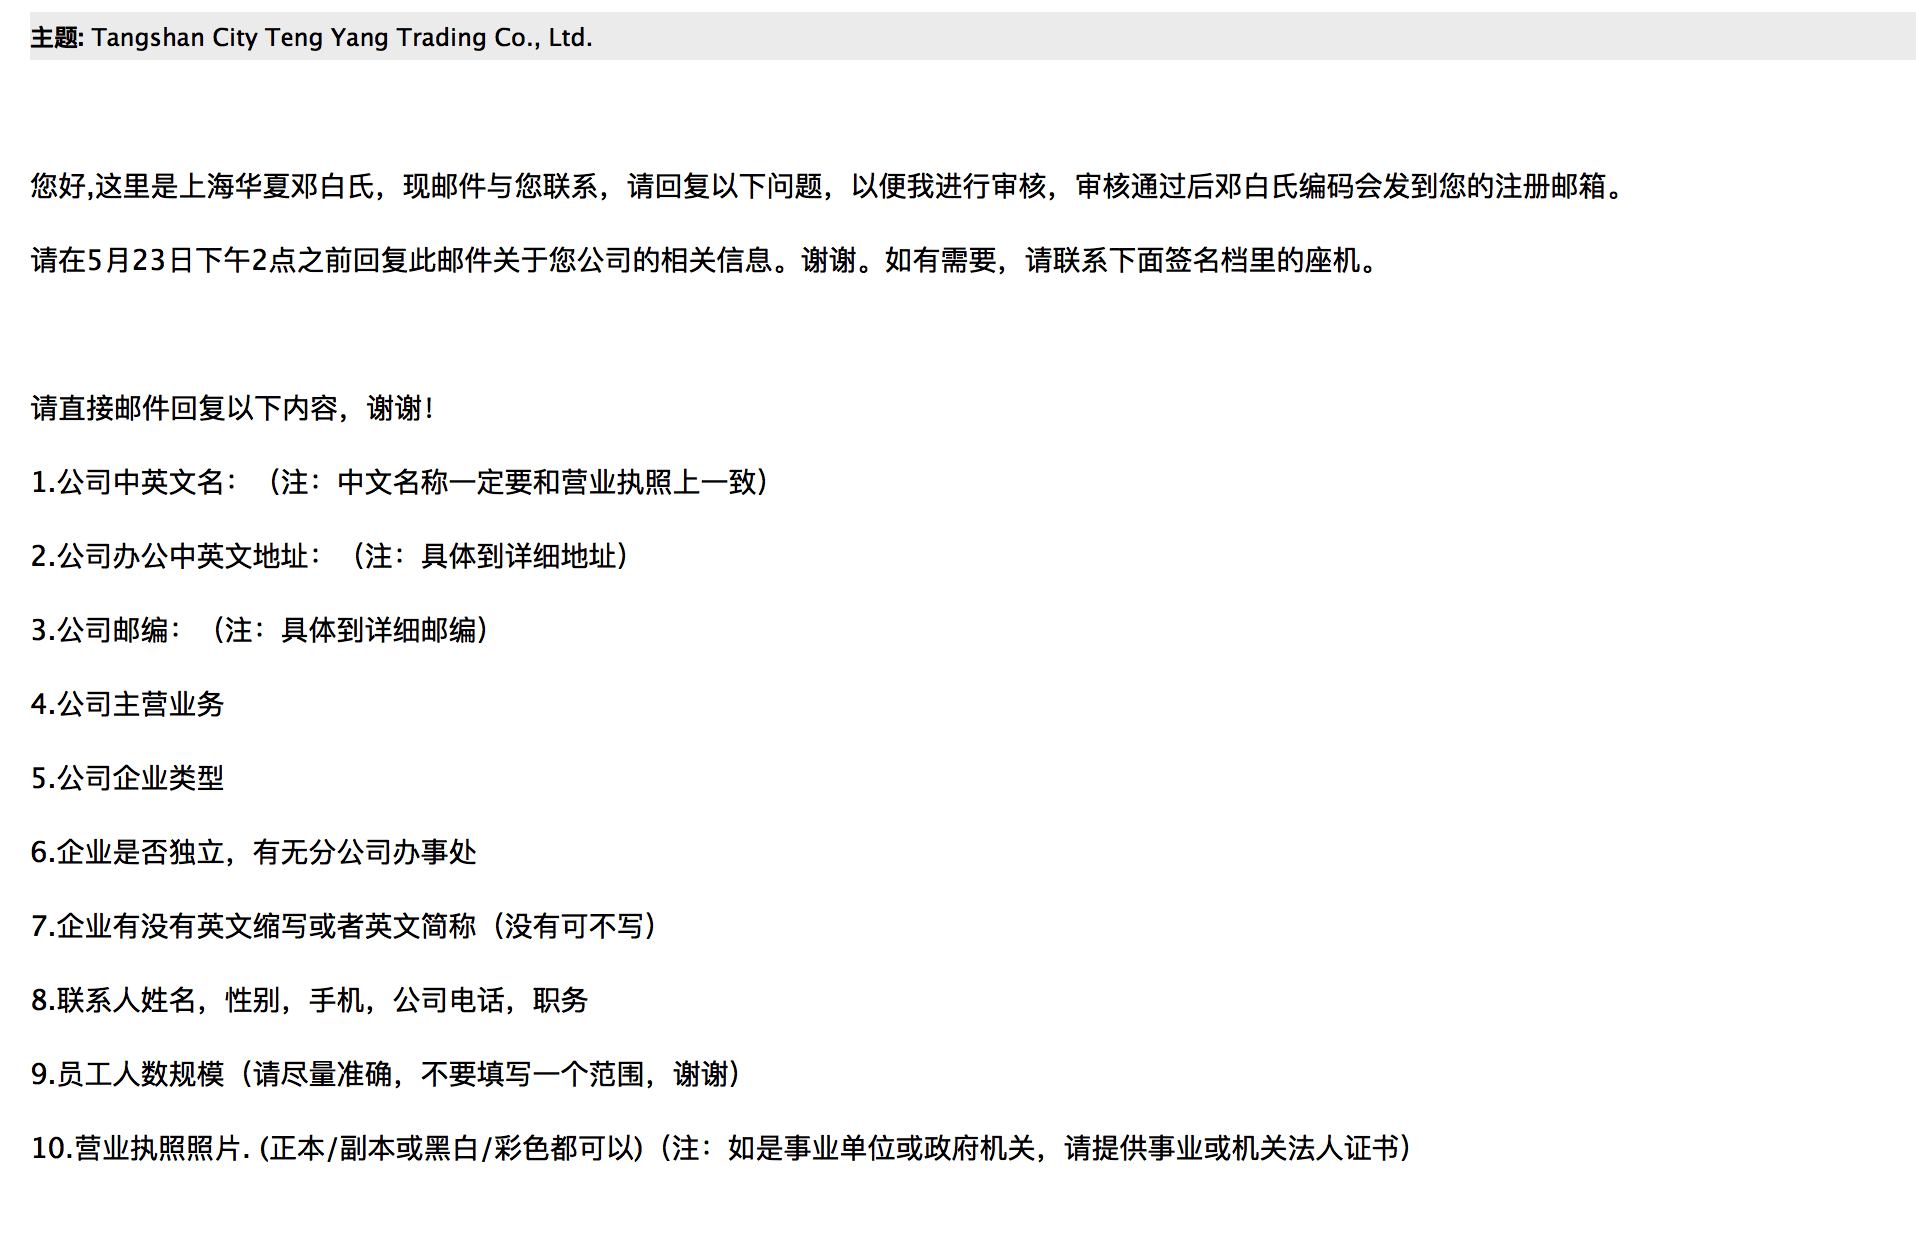 主题: Tangshan City Teng Yang Trading Co., Ltd.
您好,这里是上海华夏邓白氏，现邮件与您联系，请回复以下问题，以便我进行审核，审核通过后邓白氏编码会发到您的注册邮箱。
请在5月23日下午2点之前回复此邮件关于您公司的相关信息。谢谢。如有需要，请联系下面签名档里的座机。
请直接邮件回复以下内容，谢谢！
1.公司中英文名：（注：中文名称一定要和营业执照上一致）
2.公司办公中英文地址：（注：具体到详细地址）
3.公司邮编：（注：具体到详细邮编）
4.公司主营业务
5.公司企业类型
6.企业是否独立，有无分公司办事处
7.企业有没有英文缩写或者英文简称（没有可不写）
8.联系人姓名，性别，手机，公司电话，职务
9.员工人数规模（请尽量准确，不要填写一个范围，谢谢）
10.营业执照照片. (正本/副本或黑白/彩色都可以)（注：如是事业单位或政府机关，请提供事业或机关法人证书）